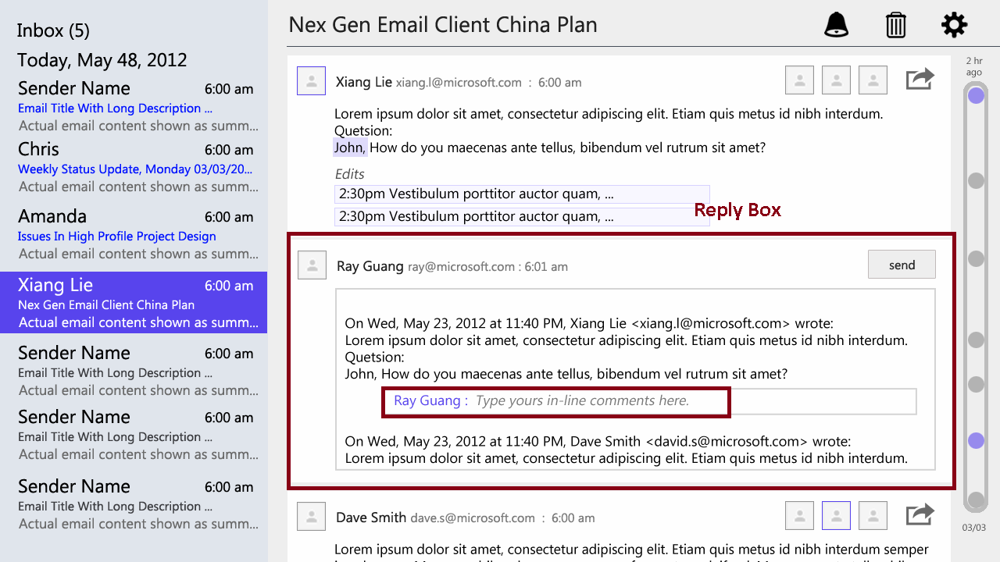 Inbox (5)
Today, May 48, 2012
Sender Name 6:00 am
Email Title With Long Description ...
Actual email content shown as summ...
Chris 6:00 am
Weekly Status Update, Monday 03/03/20...
Actual email content shown as summ...
Amanda 6:00 am
Issues In High Profile Project Design
Actual email content shown as summ...
Xiang Lie 6:00 am
Nex Gen Email Client China Plan
Actual email content shown as summ...
Sender Name 6:00 am
Email Title With Long Description ...
Actual email content shown as summ...
Sender Name 6:00 am
Email Title With Long Description ...
Actual email content shown as summ...
Sender Name 6:00 am
Email Title With Long Description ...
Actual email content shown as summ...
Nex Gen Email Client China Plan
Xiang Lie xiang.l@microsoft.com : 6:00 am
Lorem ipsum dolor sit amet, consectetur adipiscing elit. Etiam quis metus id nibh interdum.
Quetsion:
John, How do you maecenas ante tellus, bibendum vel rutrum sit amet?
Edits
2:30pm Vestibulum porttitor auctor quam, ...
2:30pm Vestibulum porttitor auctor quam, ...
Reply Box
Ray Guang ray@microsoft.com : 6:01 am
send
On Wed, May 23, 2012 at 11:40 PM, Xiang Lie <xiang.l@microsoft.com> wrote:
Lorem ipsum dolor sit amet, consectetur adipiscing elit. Etiam quis metus id nibh interdum.
Quetsion:
John, How do you maecenas ante tellus, bibendum vel rutrum sit amet?
Ray Guang : Type yours in-line comments here.
On Wed, May 23, 2012 at 11:40 PM, Dave Smith <david.s@microsoft.com> wrote:
Lorem ipsum dolor sit amet, consectetur adipiscing elit. Etiam quis metus id nibh interdum.
Dave Smith dave.s@microsoft.com : 6:00 am
Lorem ipsum dolor sit amet, consectetur adipiscing elit. Etiam quis metus id nibh interdum semper
2 hr
ago
03/03